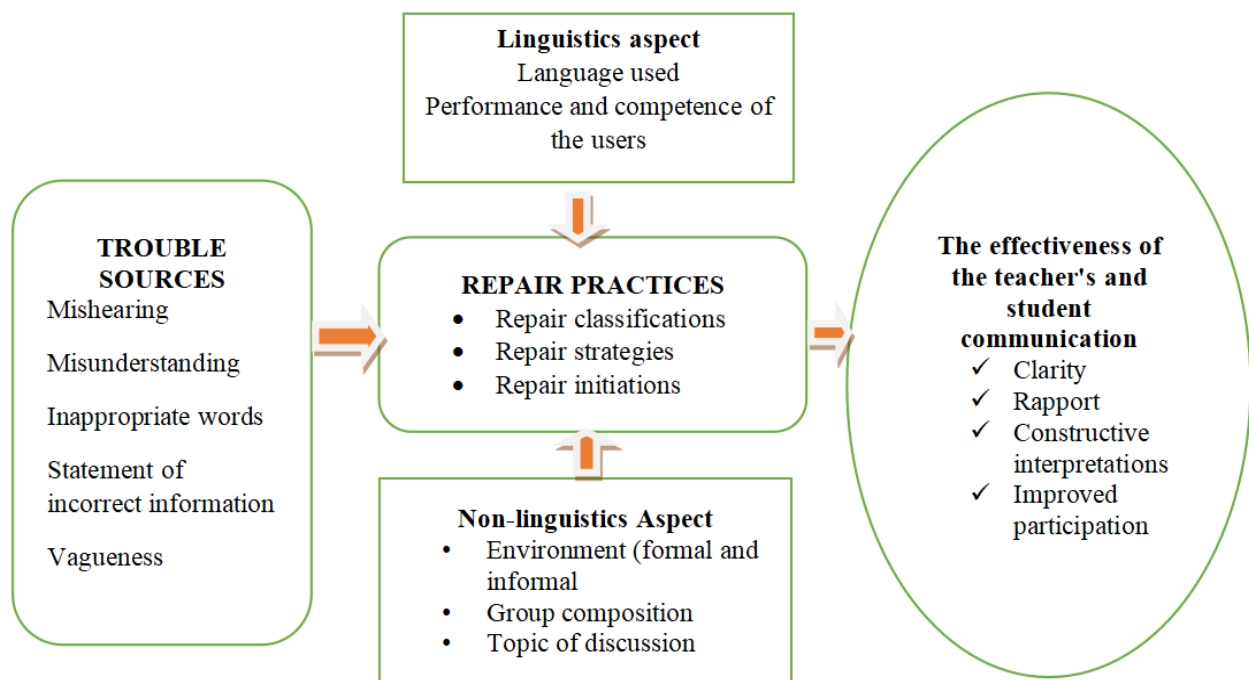 Linguistics aspect
Language used
Performance and competence of
the users
TROUBLE
SOURCES
Mishearing
Misunderstanding
Inappropriate words
Statement of
incorrect information
Vagueness
REPAIR PRACTICES
• Repair classifications
• Repair strategies
• Repair initiations
Non-linguistics Aspect
• Environment (formal and
informal
• Group composition
• Topic of discussion
The effectiveness of
the teacher's and
student
communication
✓ Clarity
✓ Rapport
✓ Constructive
interpretations
✓ Improved
participation